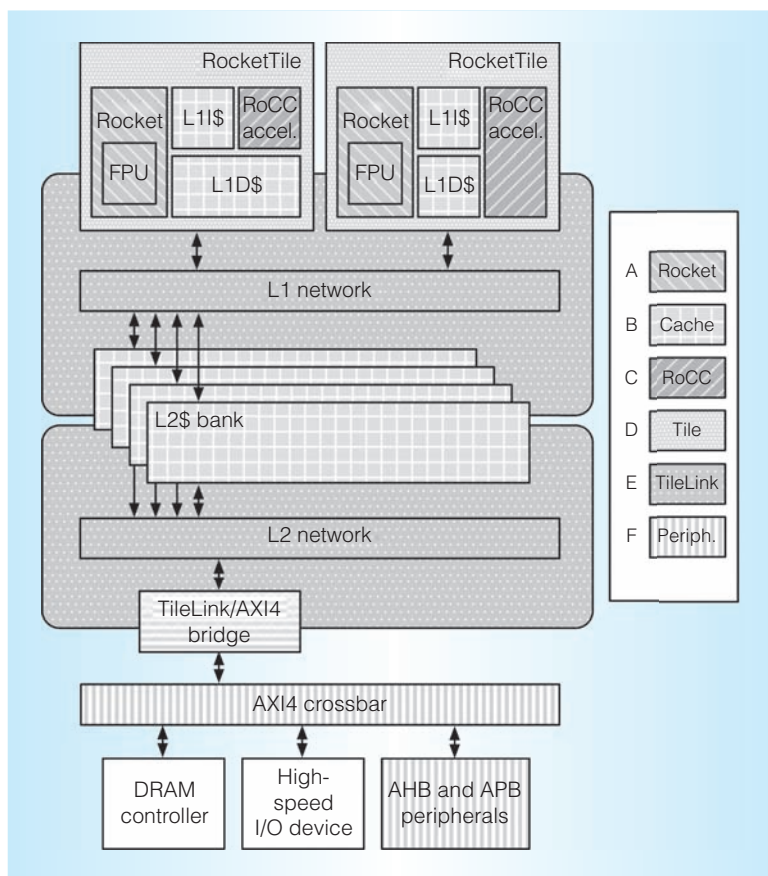 RocketTile
RocketTile
Rocket
FPU
L1I$
RoCC
accel.
L1D$
Rocket
FPU
L1I$
L1D$
RoCC
accel.
L1 network
L2$ bank
L2 network
TileLink/AXI4
bridge
AXI4 crossbar
DRAM
controller
High-
speed
I/O device
AHB and APB
peripherals
A Rocket
B Cache
C RoCC
D Tile
E TileLink
F Periph.